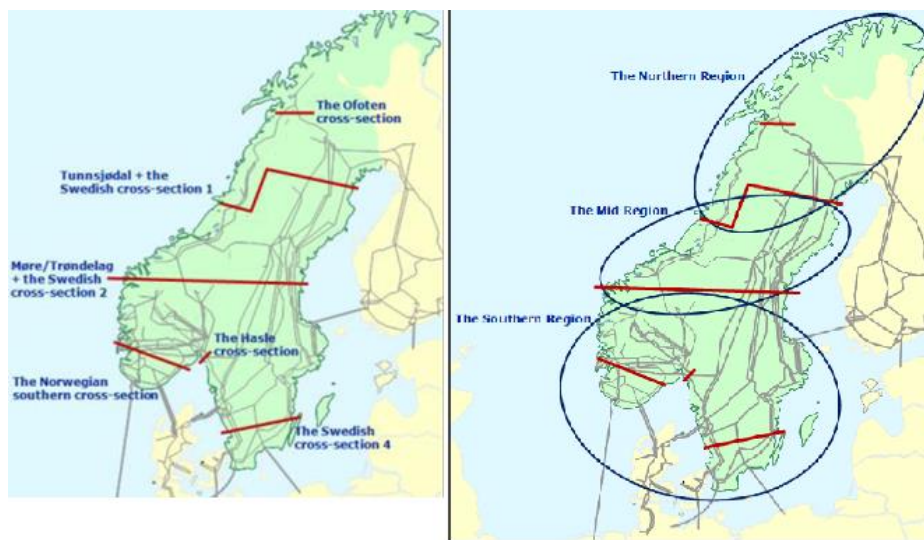 The Ofoten
cross-section
Tunnsjødal + the
Swedish cross-section 1
Møre/Trøndelag
+ the Swedish
cross-section 2
The Hasle
cross-section
The Norwegian
southern cross-section
The Swedish
cross-section 4
The Northern Region
The Mid Region
The Southern Region